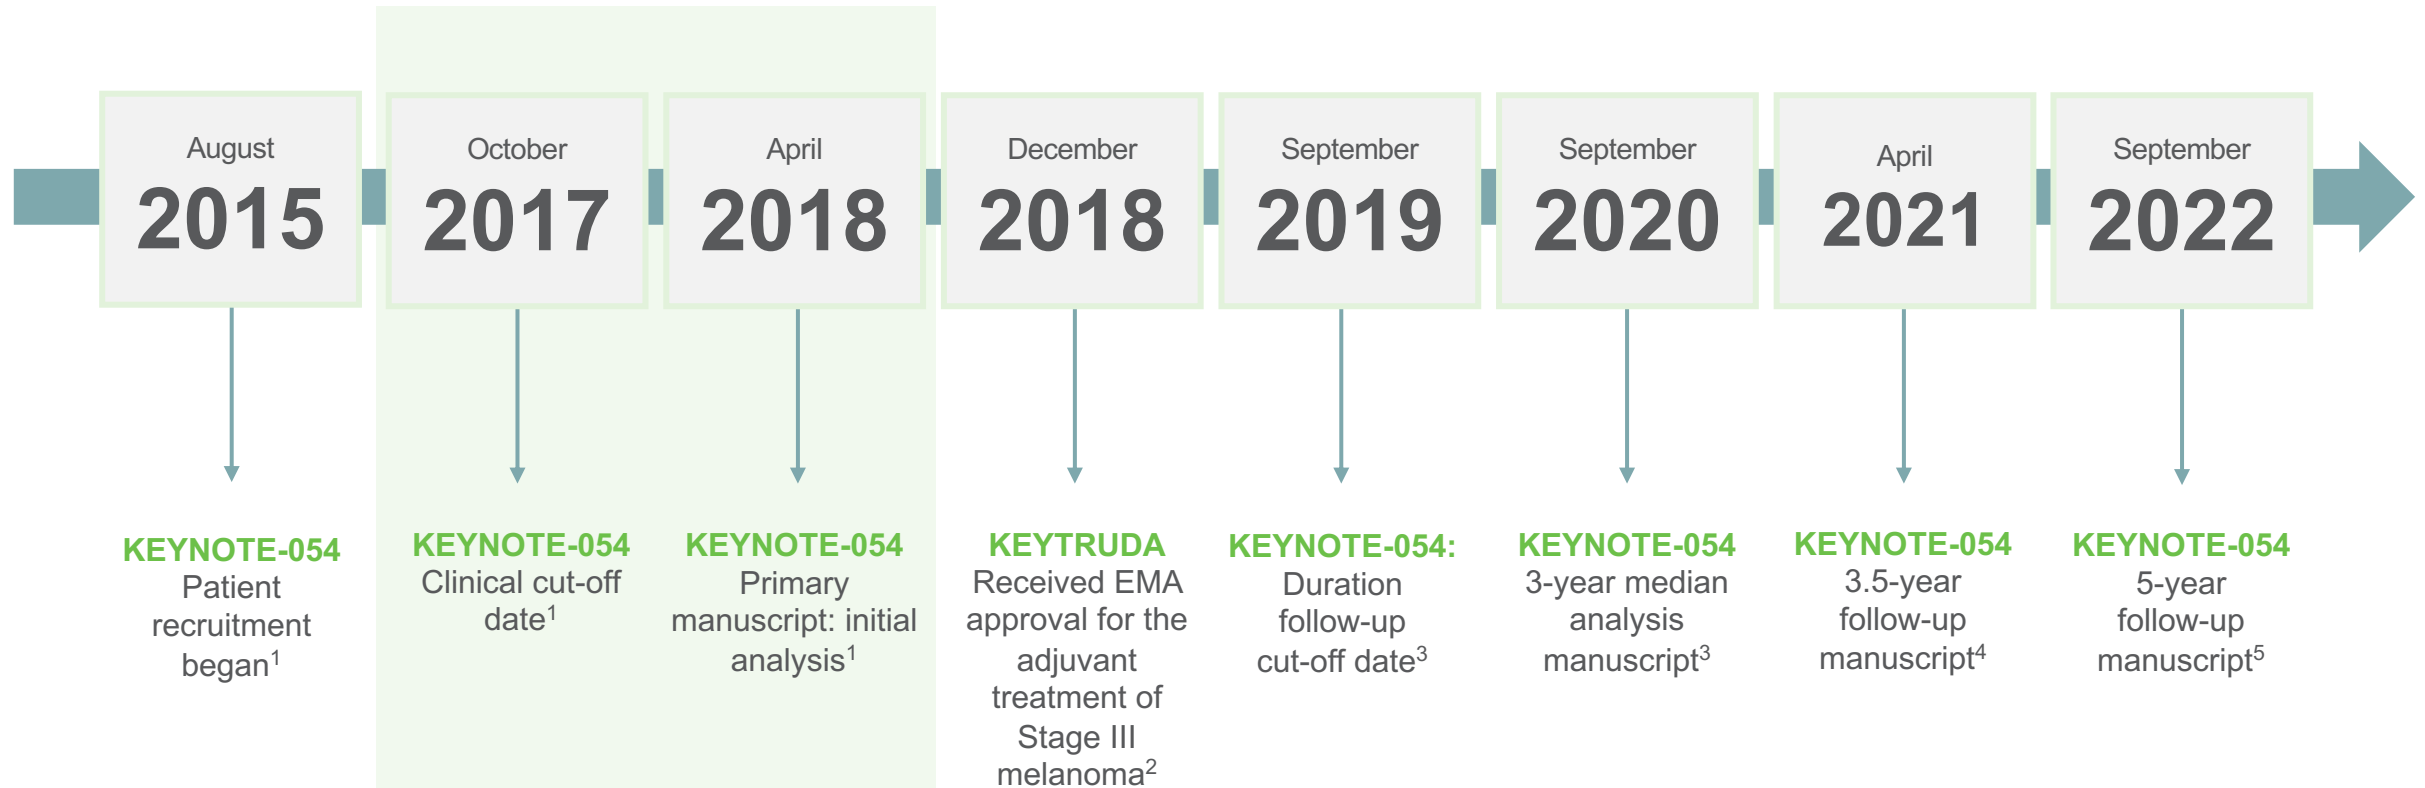 August
2015
October
2017
April
2018
December
2018
September
2019
September
2020
April
2021
September
2022
KEYNOTE-054
Patient
recruitment
began1
KEYNOTE-054
Clinical cut-off
date1
KEYNOTE-054
Primary
manuscript: initial
analysis1
KEYTRUDA
Received EMA
approval for the
adjuvant
treatment of
Stage III
melanoma2
KEYNOTE-054:
Duration
follow-up
cut-off date3
KEYNOTE-054
3-year median
analysis
manuscript3
KEYNOTE-054
3.5-year
follow-up
manuscript4
KEYNOTE-054
5-year
follow-up
manuscript5